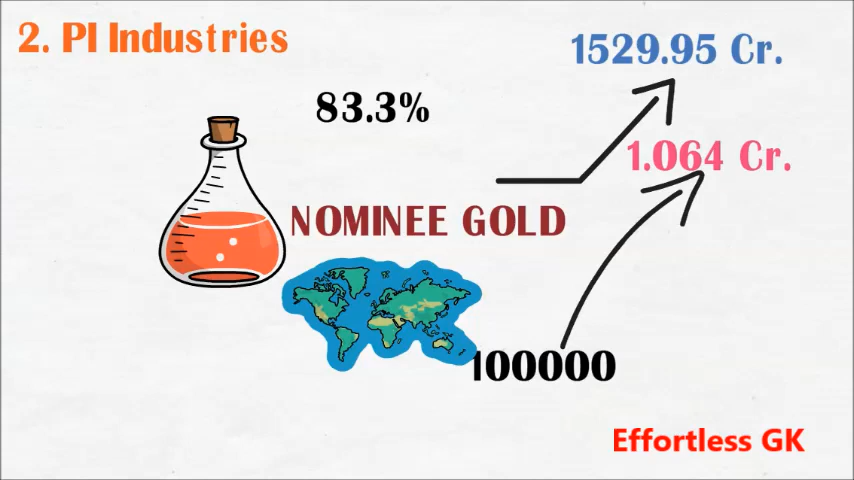 2. PI Industries
1529.95 Cr.
83.3%
1.064 Cr.
NOMINEE GOLD
100000
Effortless GK